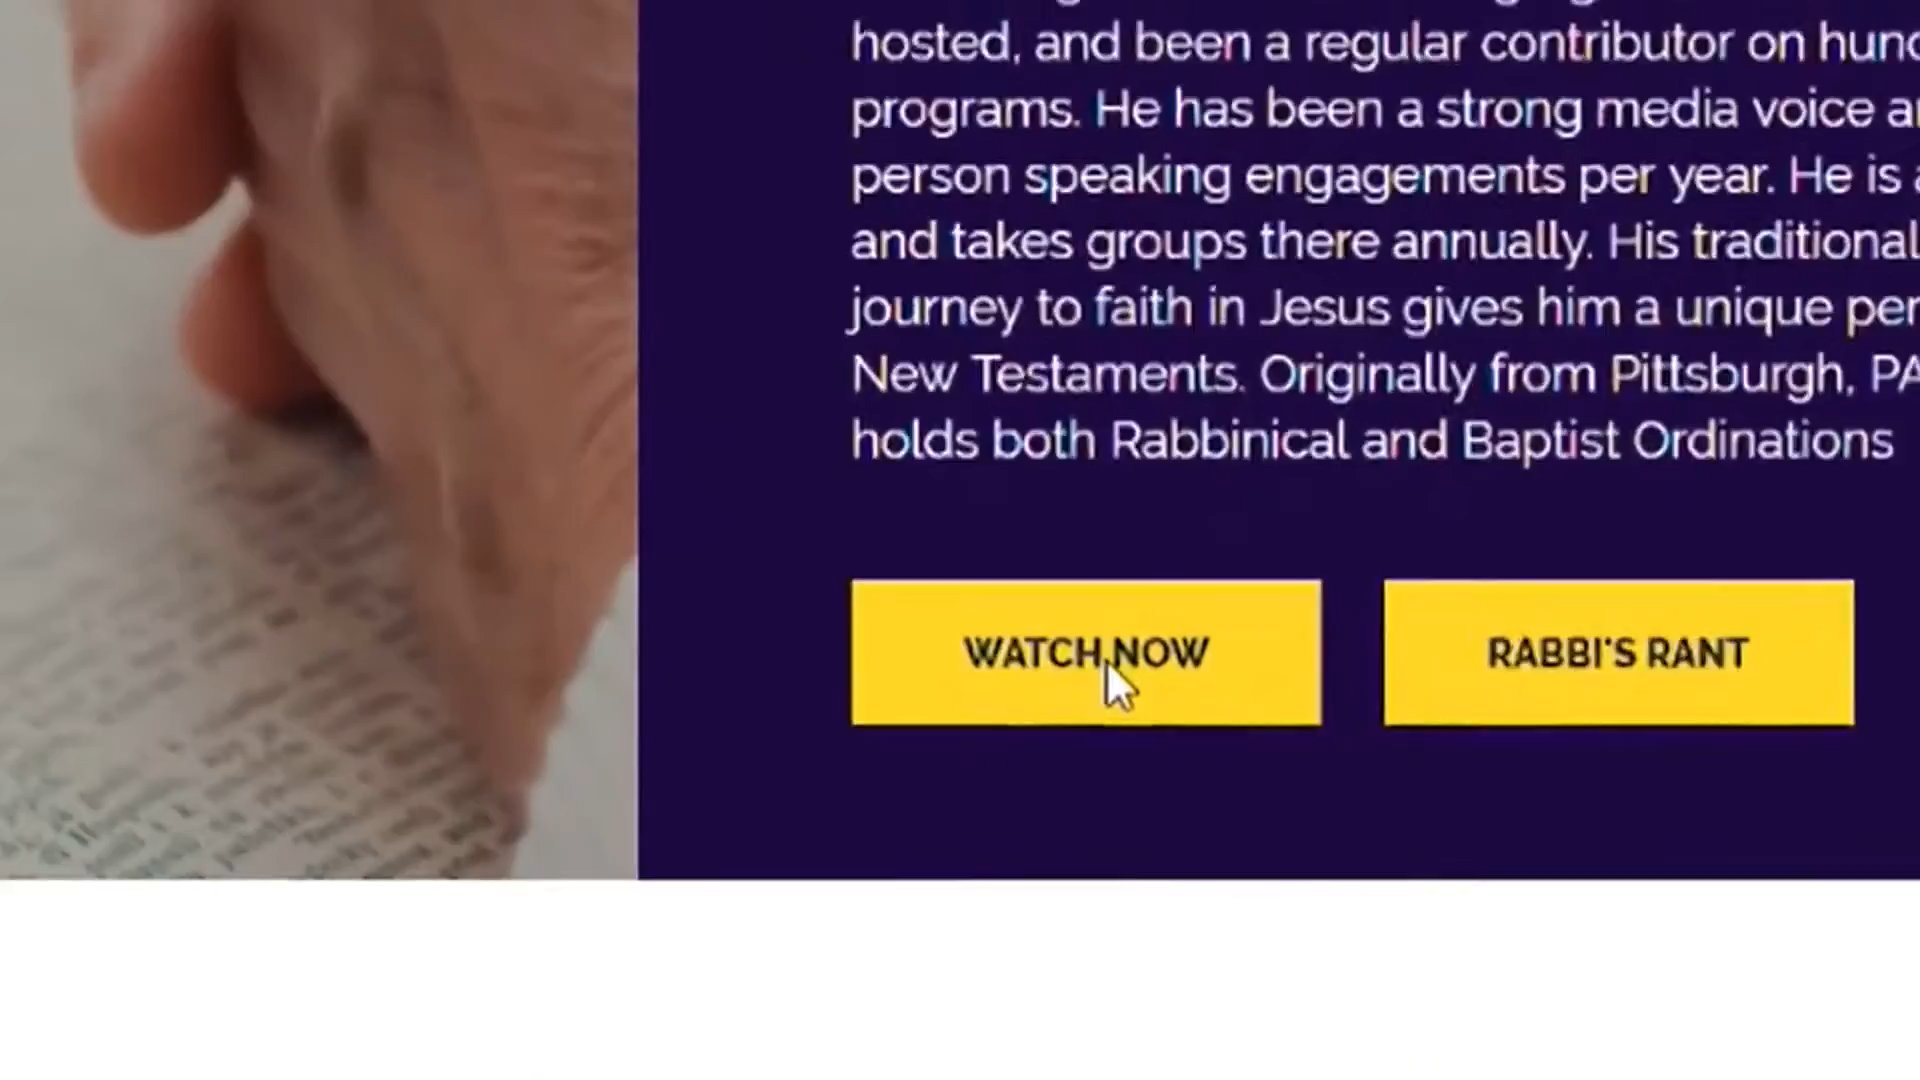 hosted, and been a regular contributor on
programs. He has been a strong media voice
person speaking engagements per year. He is
and takes groups there annually. His traditional
journey to faith in Jesus gives him a unique
New Testaments. Originally from Pittsburgh, PA
holds both Rabbinical and Baptist Ordinations
WATCH NOW
RABBI'S RANT